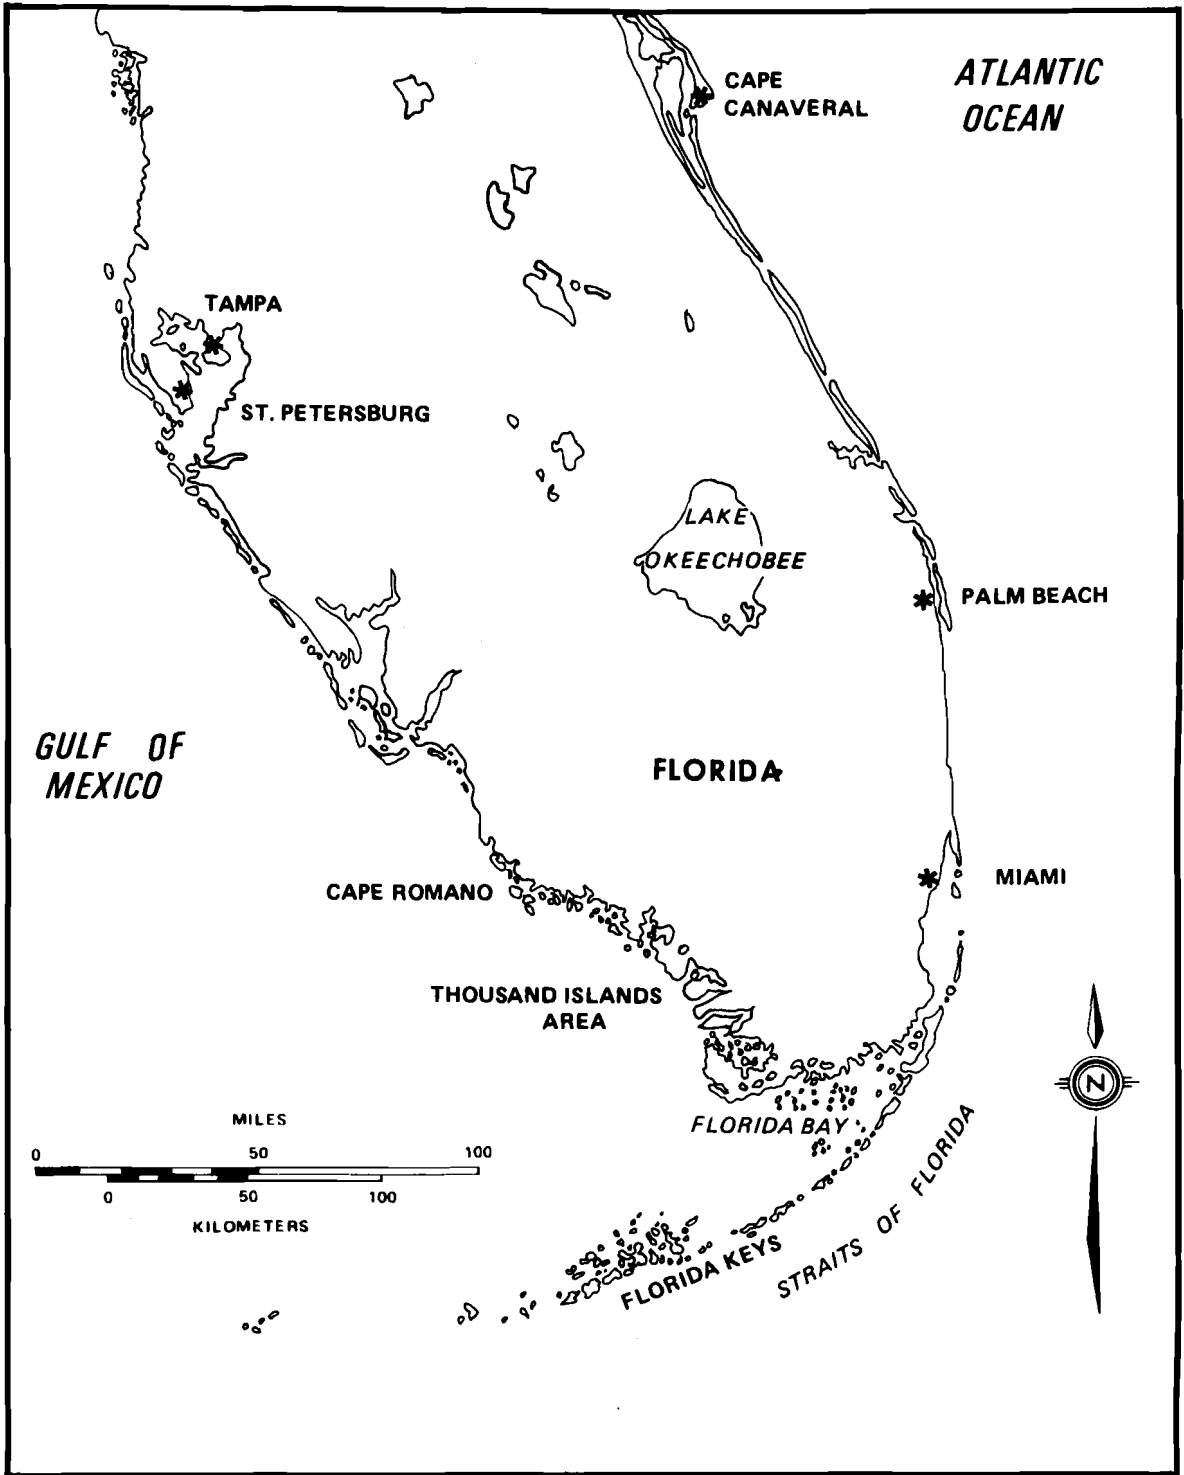 CAPE
CANAVERAL
ATLANTIC
OCEAN
TAMPA
ST. PETERSBURG
LAKE
OKEECHOBEE
PALM BEACH
GULF OF
MEXICO
FLORIDA
CAPE ROMANO
MIAMI
THOUSAND ISLANDS
AREA
N
FLORIDA BAY
MILES
0 50 100
0 50 100
KILOMETERS
FLORIDA KEYS
STRAITS OF FLORIDA